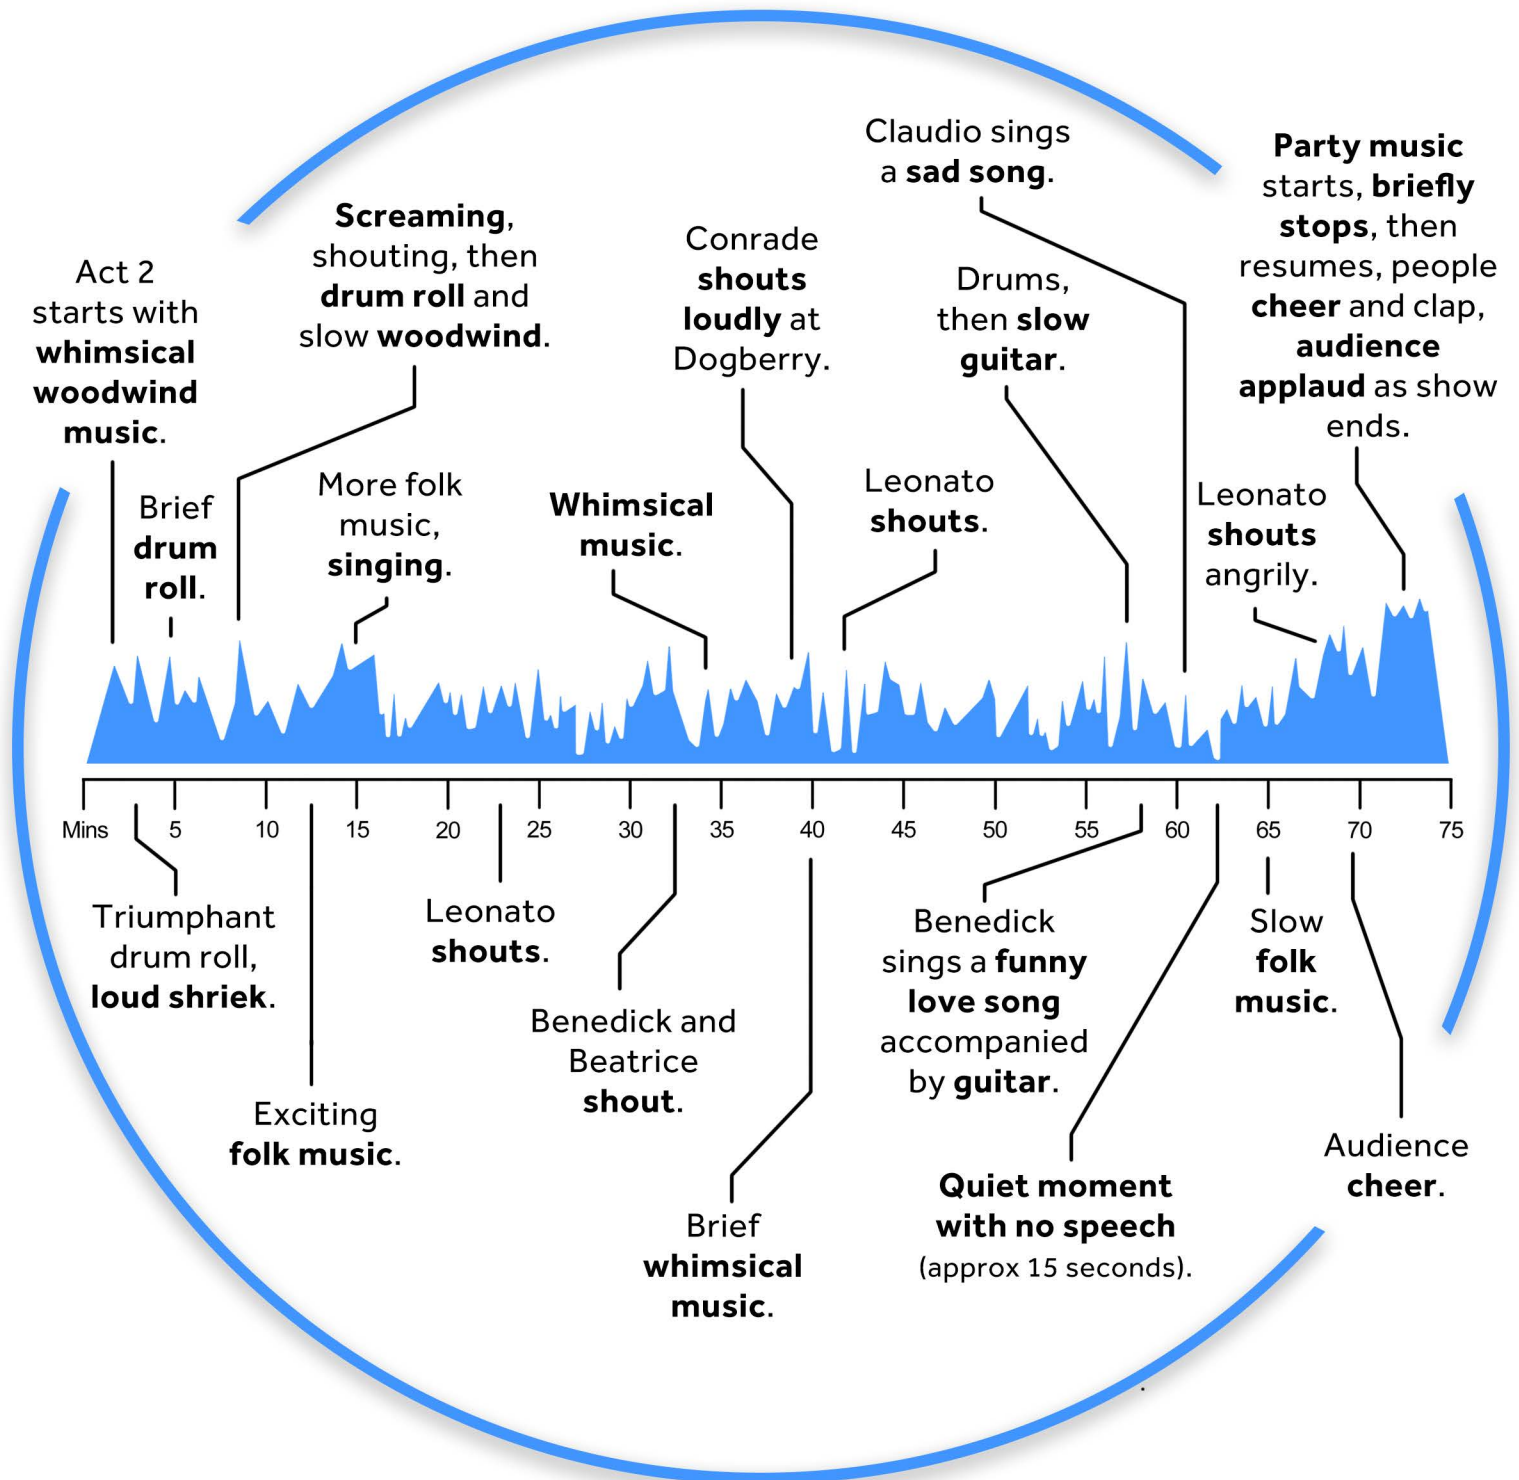 Claudio sings
a sad song.
Party music
starts, briefly
stops, then
resumes, people
cheer and clap,
audience
applaud as show
ends.
Screaming,
shouting, then
drum roll and
slow woodwind.
Conrade
shouts
loudly at
Dogberry.
Act 2
starts with
whimsical
woodwind
music.
Drums,
then slow
guitar.
Brief
drum
roll.
More folk
music,
singing.
Whimsical
music.
Leonato
shouts.
Leonato
shouts
angrily.
Mins 5 10 15 20 25 30 35 40 45 50 55 60 65 70 75
Triumphant
drum roll,
loud shriek.
Leonato
shouts.
Benedick
sings a funny
love song
accompanied
by guitar.
Slow
folk
music.
Benedick and
Beatrice
shout.
Exciting
folk music.
Audience
cheer.
Quiet moment
with no speech
(approx 15 seconds).
Brief
whimsical
music.